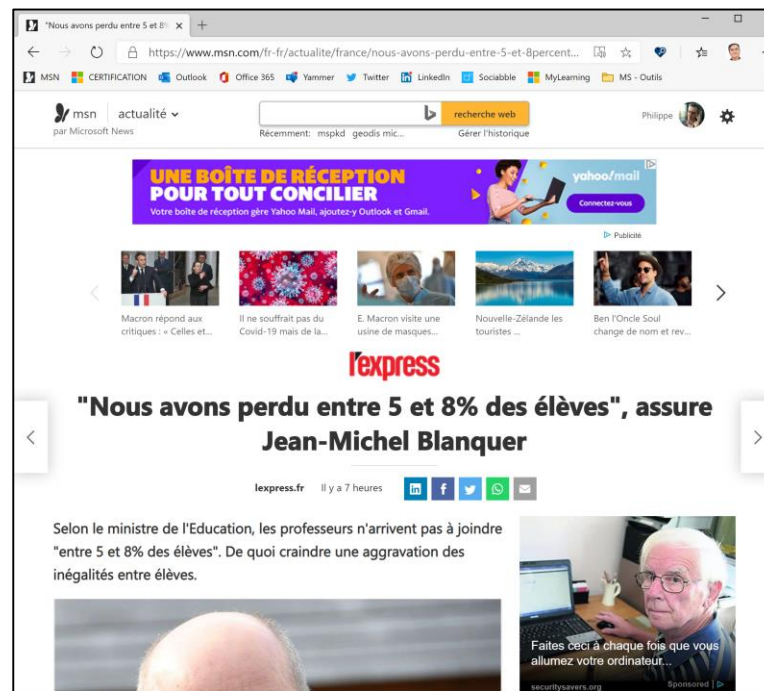 "Nous avons perdu entre 5 et 8%
https://www.msn.com/fr-fr/actualite/france/nous-avons-perdu-entre-5-et-8percent...
MSN CERTIFICATION Outlook Office 365 Yammer Twitter LinkedIn Sociabble MyLearning MS - Outils
msn actualité
par Microsoft News
recherche web
Philippe
Récemment: mspkd geodis mic... Gérer l'historique
UNE BOÎTE DE RÉCEPTION
POUR TOUT CONCILIER
Votre boîte de réception gère Yahoo Mail, ajoutez-y Outlook et Gmail.
yahoo!mail
Connectez-vous
Publicité
Macron répond aux
critiques : « Celles et...
Il ne souffrait pas du
Covid-19 mais de la...
E. Macron visite une
usine de masques...
Nouvelle-Zélande les
touristes ...
Ben l'Oncle Soul
change de nom et rev...
l'express
"Nous avons perdu entre 5 et 8% des élèves", assure
Jean-Michel Blanquer
lexpress.fr Il y a 7 heures
Selon le ministre de l'Education, les professeurs n'arrivent pas à joindre
"entre 5 et 8% des élèves". De quoi craindre une aggravation des
inégalités entre élèves.
Faites ceci à chaque fois que vous
allumez votre ordinateur...
securitysavers.org Sponsored